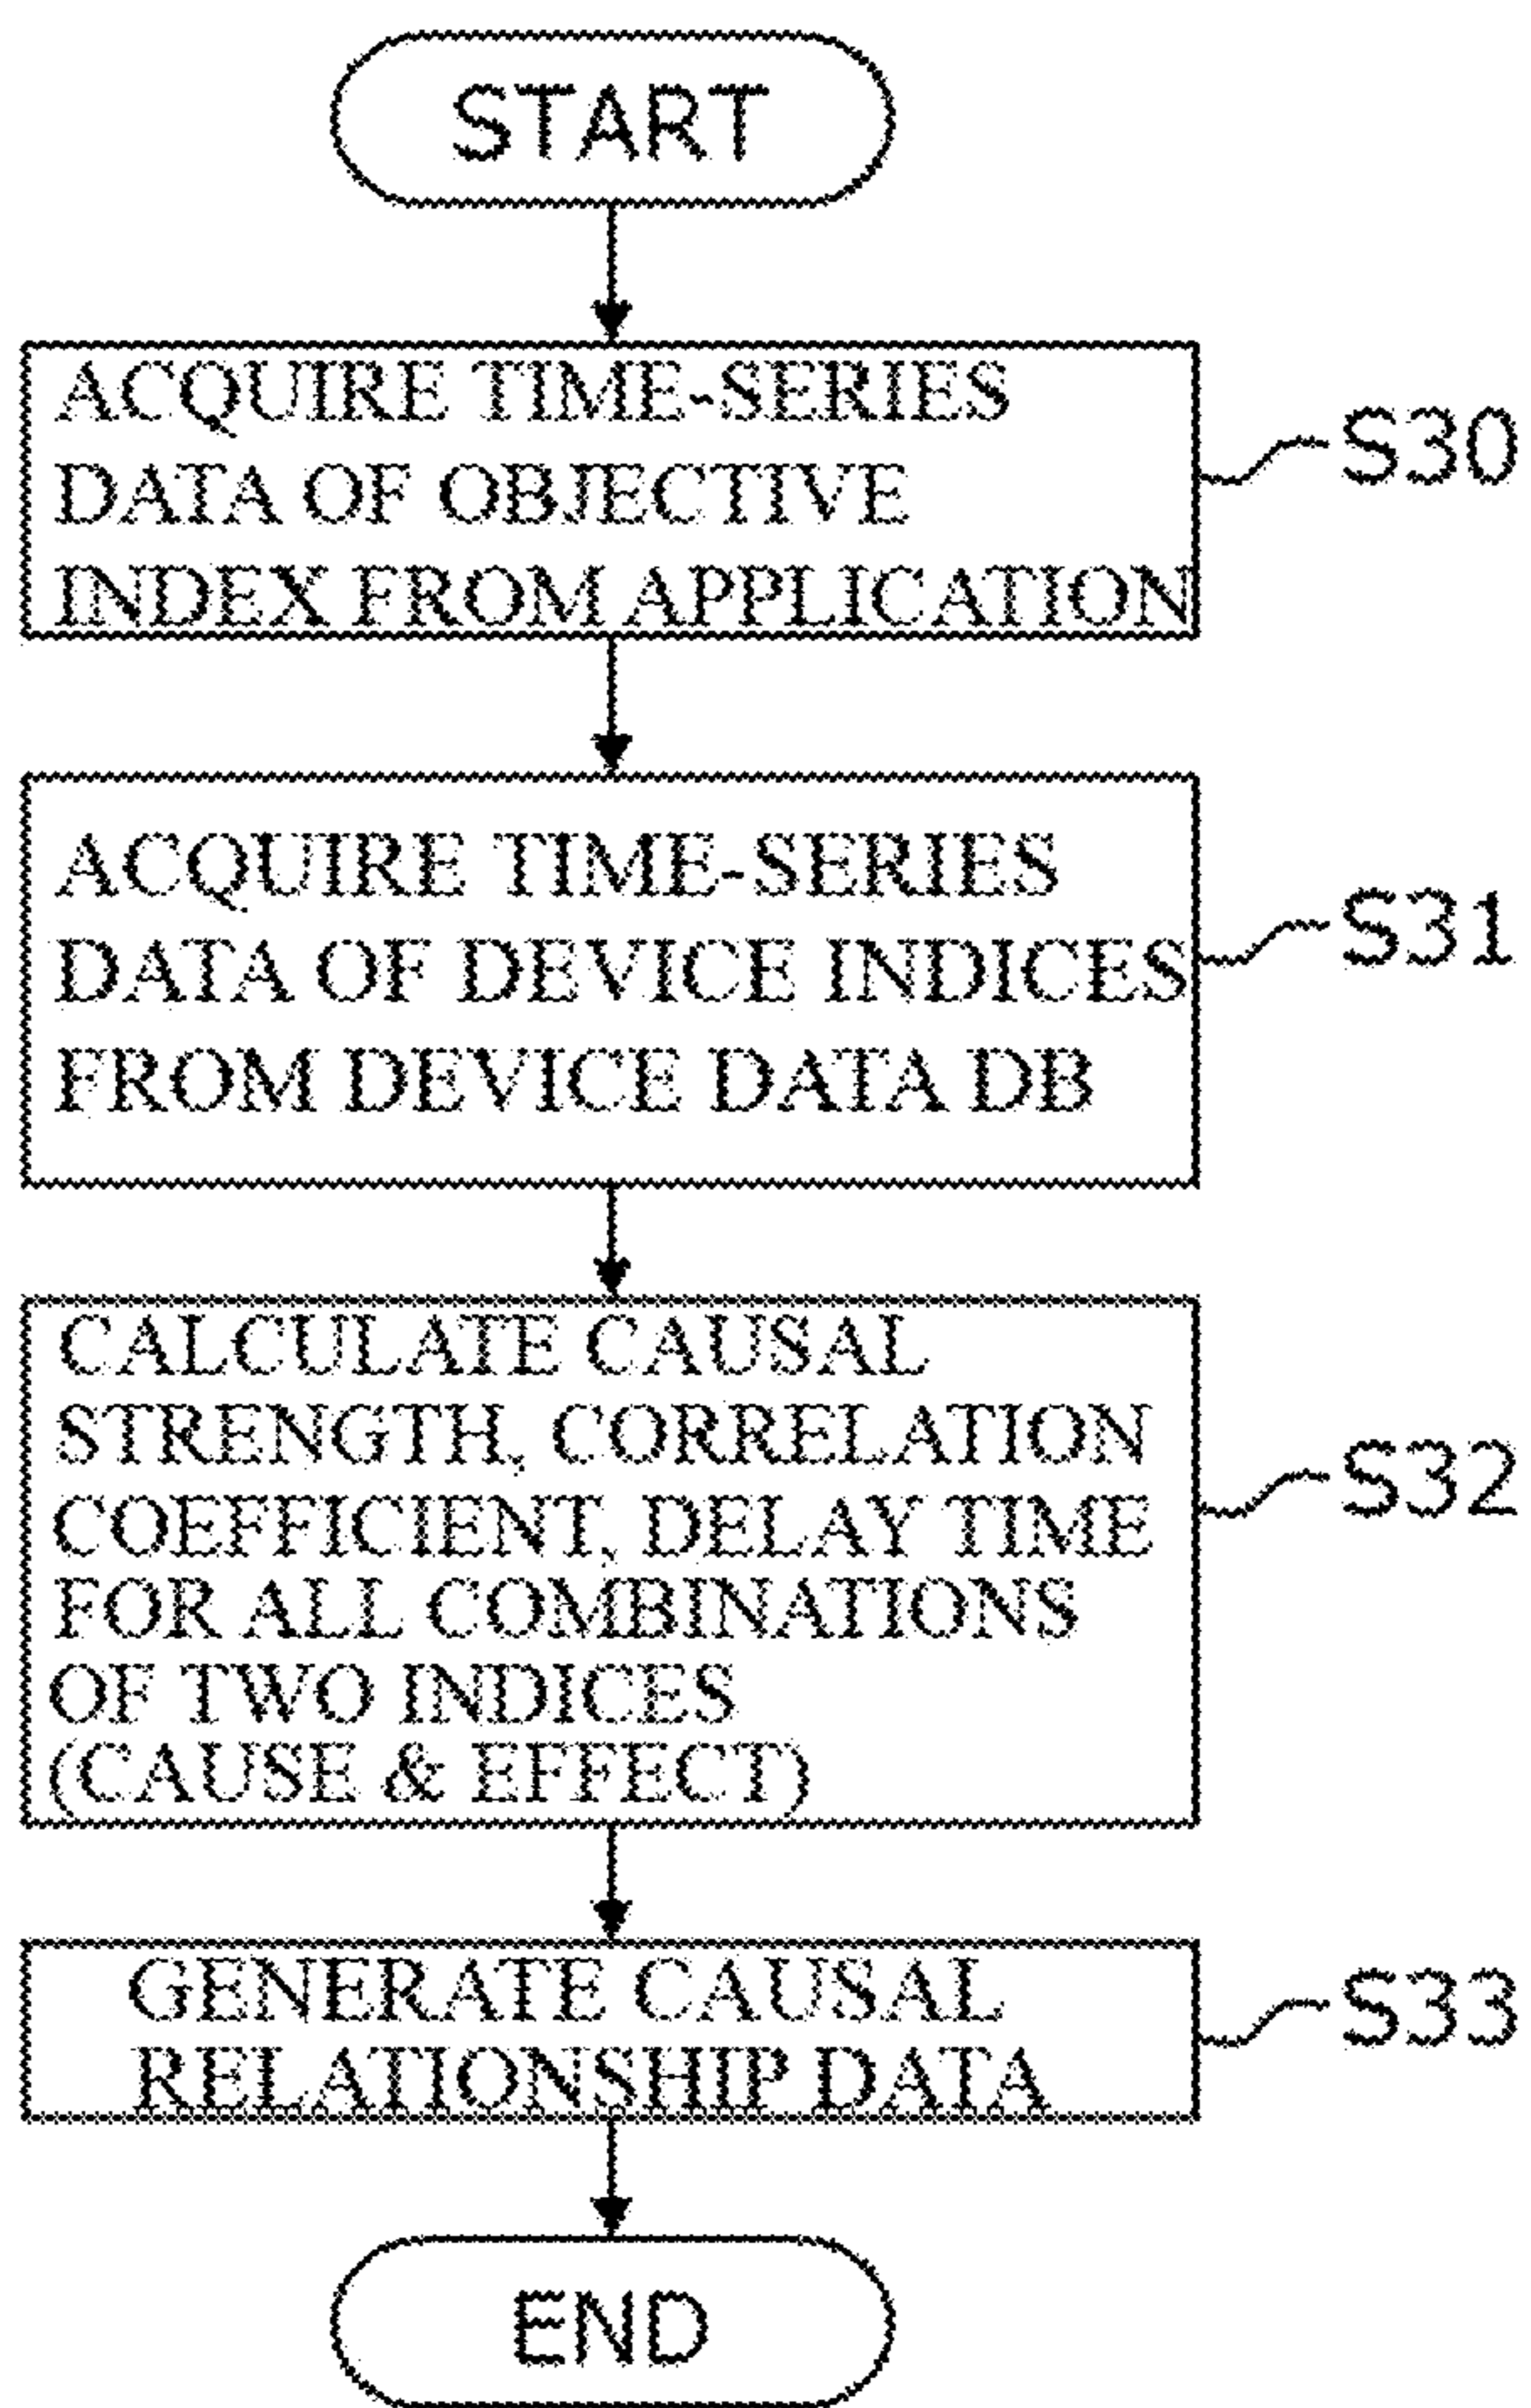 START
ACQUIRE TIME-SERIES
DATA OF OBJECTIVE
INDEX FROM APPLICATION
S30
ACQUIRE TIME-SERIES
DATA OF DEVICE INDICES
FROM DEVICE DATA DB
S31
CALCULATE CAUSAL
STRENGTH, CORRELATION
COEFFICIENT, DELAY TIME
FOR ALL COMBINATIONS
OF TWO INDICES
(CAUSE & EFFECT)
S32
GENERATE CAUSAL
RELATIONSHIP DATA
S33
END